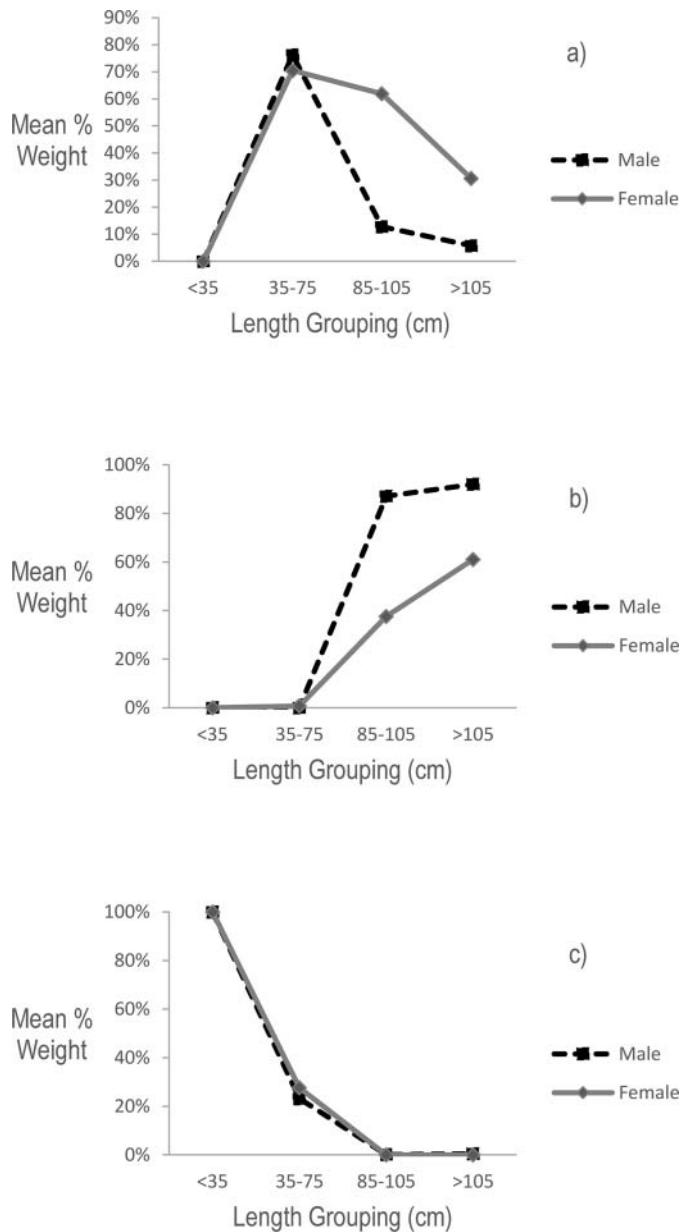 90%
80%
70%
60%
50%
40%
30%
20%
10%
0%
Mean %
Weight
<35 35-75 85-105 >105
Length Grouping (cm)
a)
Male
Female
100%
80%
60%
40%
20%
0%
Mean %
Weight
<35 35-75 85-105 >105
Length Grouping (cm)
b)
Male
Female
100%
80%
60%
40%
20%
0%
Mean %
Weight
<35 35-75 85-105 >105
Length Grouping (cm)
c)
Male
Female